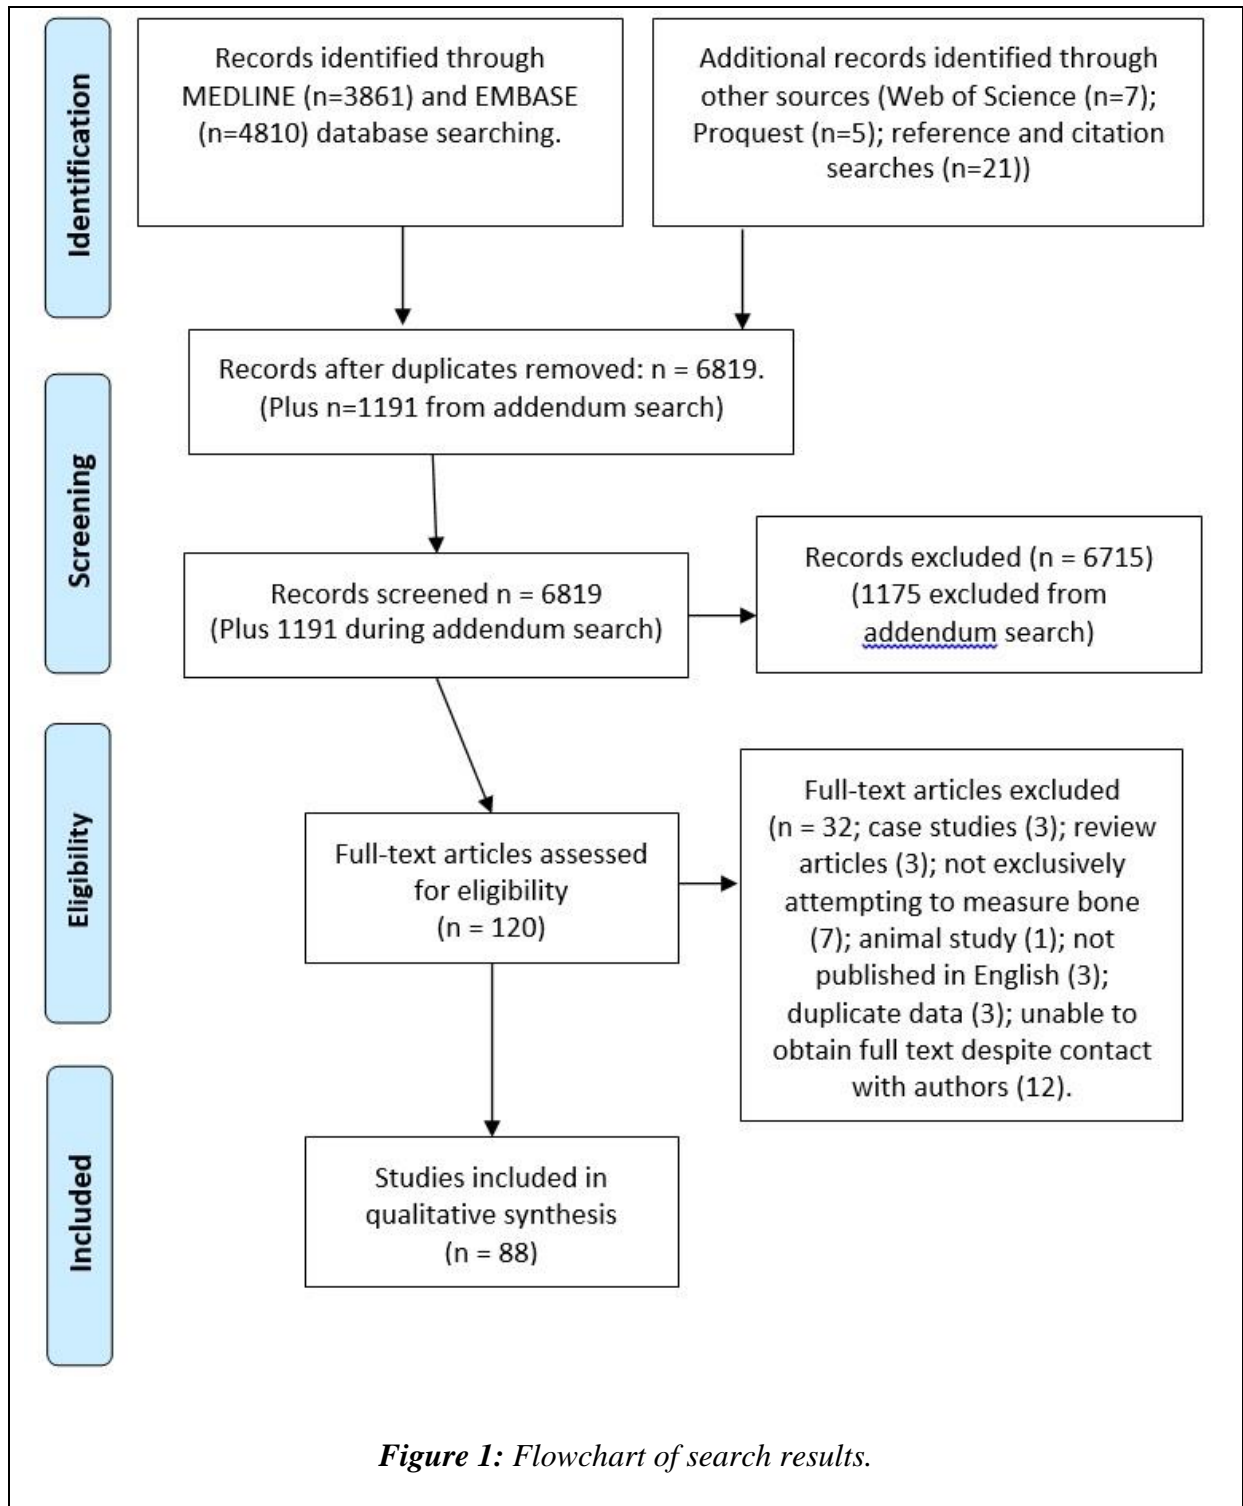 Identification
Records identified through
MEDLINE (n=3861) and EMBASE
(n=4810) database searching.
Additional records identified through
other sources (Web of Science (n=7);
Proquest (n=5); reference and citation
searches (n=21))
Screening
Records after duplicates removed: n = 6819.
(Plus n=1191 from addendum search)
Records screened n = 6819
(Plus 1191 during addendum search)
Records excluded (n = 6715)
(1175 excluded from
addendum search)
Eligibility
Full-text articles assessed
for eligibility
(n = 120)
Full-text articles excluded
(n = 32; case studies (3); review
articles (3); not exclusively
attempting to measure bone
(7); animal study (1); not
published in English (3);
duplicate data (3); unable to
obtain full text despite contact
with authors (12).
Included
Studies included in
qualitative synthesis
(n = 88)
Figure 1: Flowchart of search results.